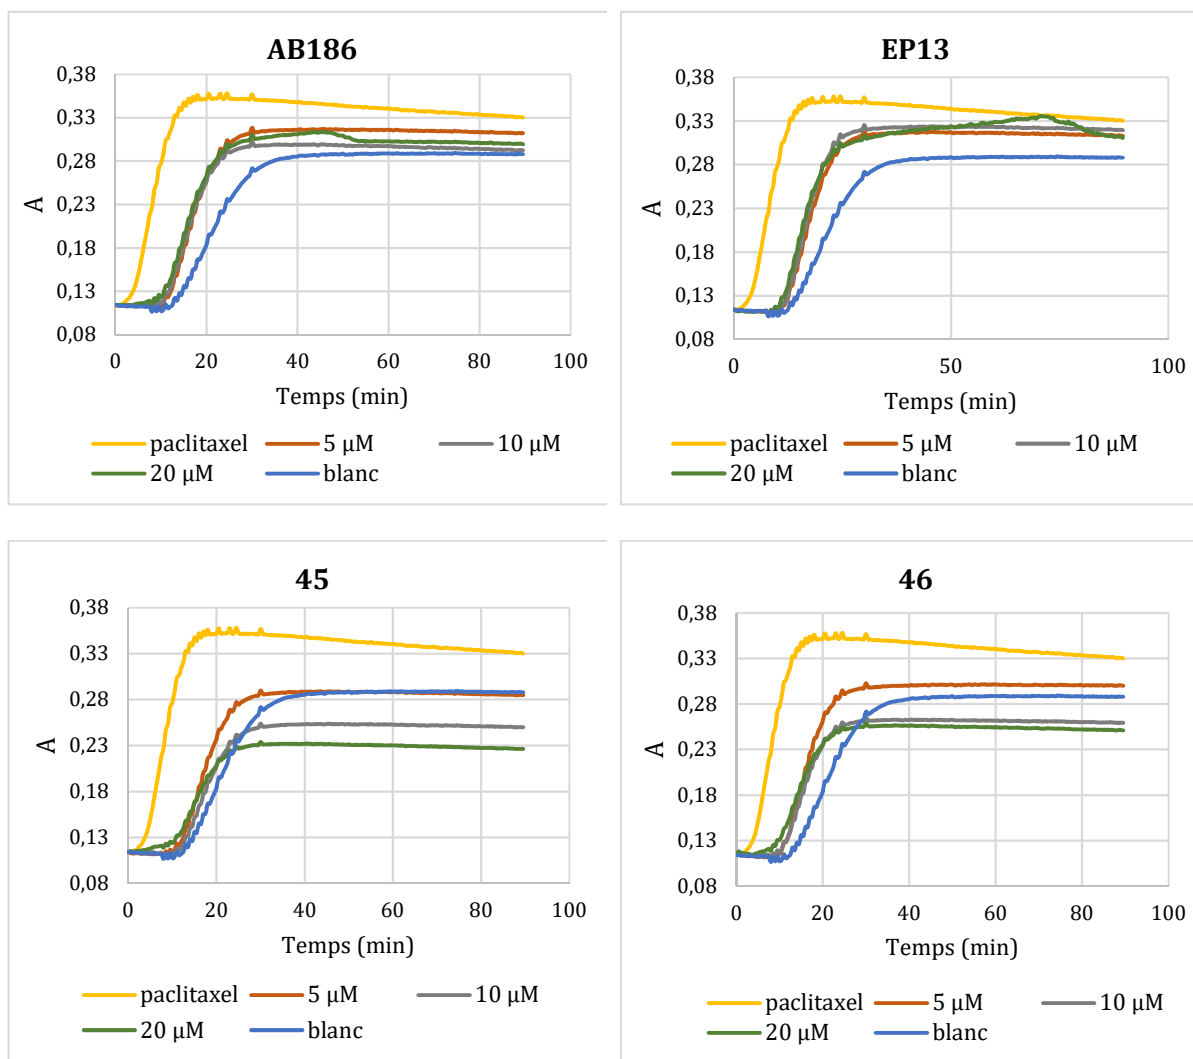 AB186
0,38
0,33
0,28
0,23
0,18
0,13
0,08
A
0 20 40 60 80 100
Temps (min)
paclitaxel 5 µM 10 µM
20 µM blanc
EP13
0,38
0,33
0,28
0,23
0,18
0,13
0,08
A
0 50 100
Temps (min)
paclitaxel 5 µM 10 µM
20 µM blanc
45
0,38
0,33
0,28
0,23
0,18
0,13
0,08
A
0 20 40 60 80 100
Temps (min)
paclitaxel 5 µM 10 µM
20 µM blanc
46
0,38
0,33
0,28
0,23
0,18
0,13
0,08
A
0 20 40 60 80 100
Temps (min)
paclitaxel 5 µM 10 µM
20 µM blanc